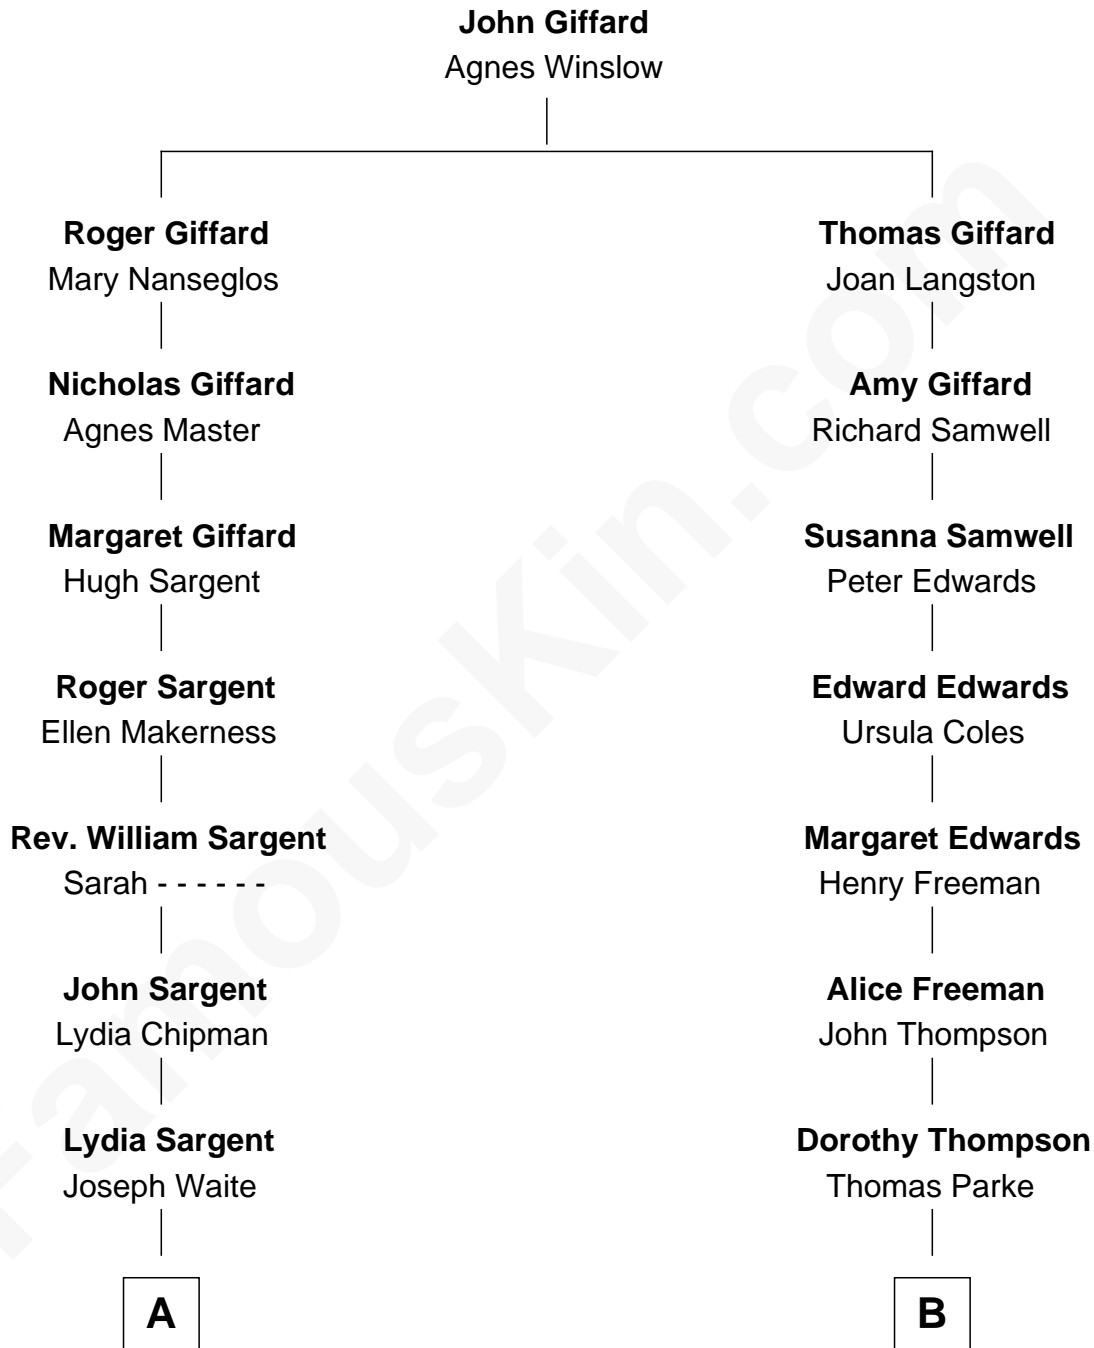 John Giffard
Agnes Winslow
Roger Giffard
Mary Nanseglos
Thomas Giffard
Joan Langston
Nicholas Giffard
Agnes Master
Amy Giffard
Richard Samwell
Margaret Giffard
Hugh Sargent
Susanna Samwell
Peter Edwards
Roger Sargent
Ellen Makerness
Edward Edwards
Ursula Coles
Rev. William Sargent
Sarah - - - - - -
Margaret Edwards
Henry Freeman
John Sargent
Lydia Chipman
Alice Freeman
John Thompson
Lydia Sargent
Joseph Waite
Dorothy Thompson
Thomas Parke
A
B
FamousKin.com